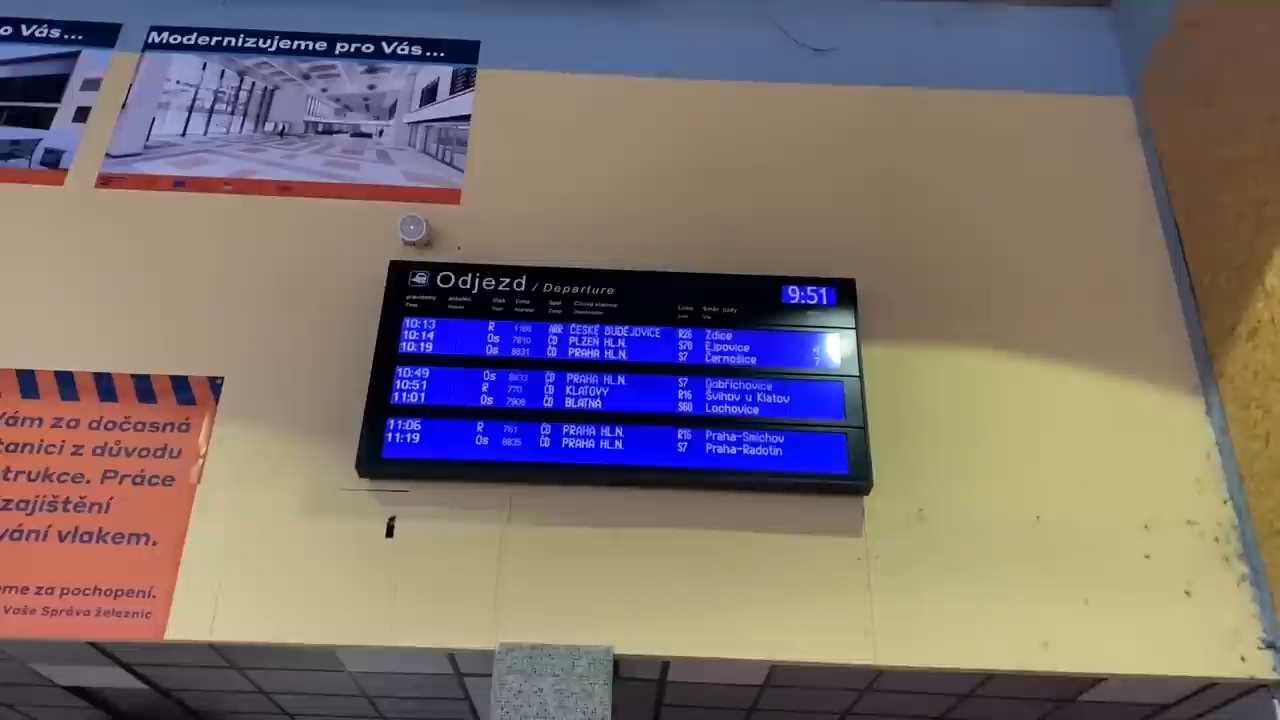 o Vás...
Modernizujeme pro Vás...
Odjezd / Departure
9:51
10:13 R 1186 ARR ČESKÉ BUDĚJOVICE R26 Zdice
10:14 Os 7810 ČD PLZEŇ HL.N. S70 Ejpovice
10:19 Os 8831 ČD PRAHA HL.N. S7 Černošice
10:49 Os 8833 ČD PRAHA HL.N. S7 Dobřichovice
10:51 R 770 ČD KLATOVY R16 Švihov u Klatov
11:01 Os 7908 ČD BLATNÁ S60 Lochovice
11:06 R 761 ČD PRAHA HL.N. R16 Praha-Smíchov
11:19 Os 8835 ČD PRAHA HL.N. S7 Praha-Radotín
Vám za dočasná
tanici z důvodu
trukce. Práce
zajištění
vání vlakem.
me za pochopení.
Vaše Správa železnic